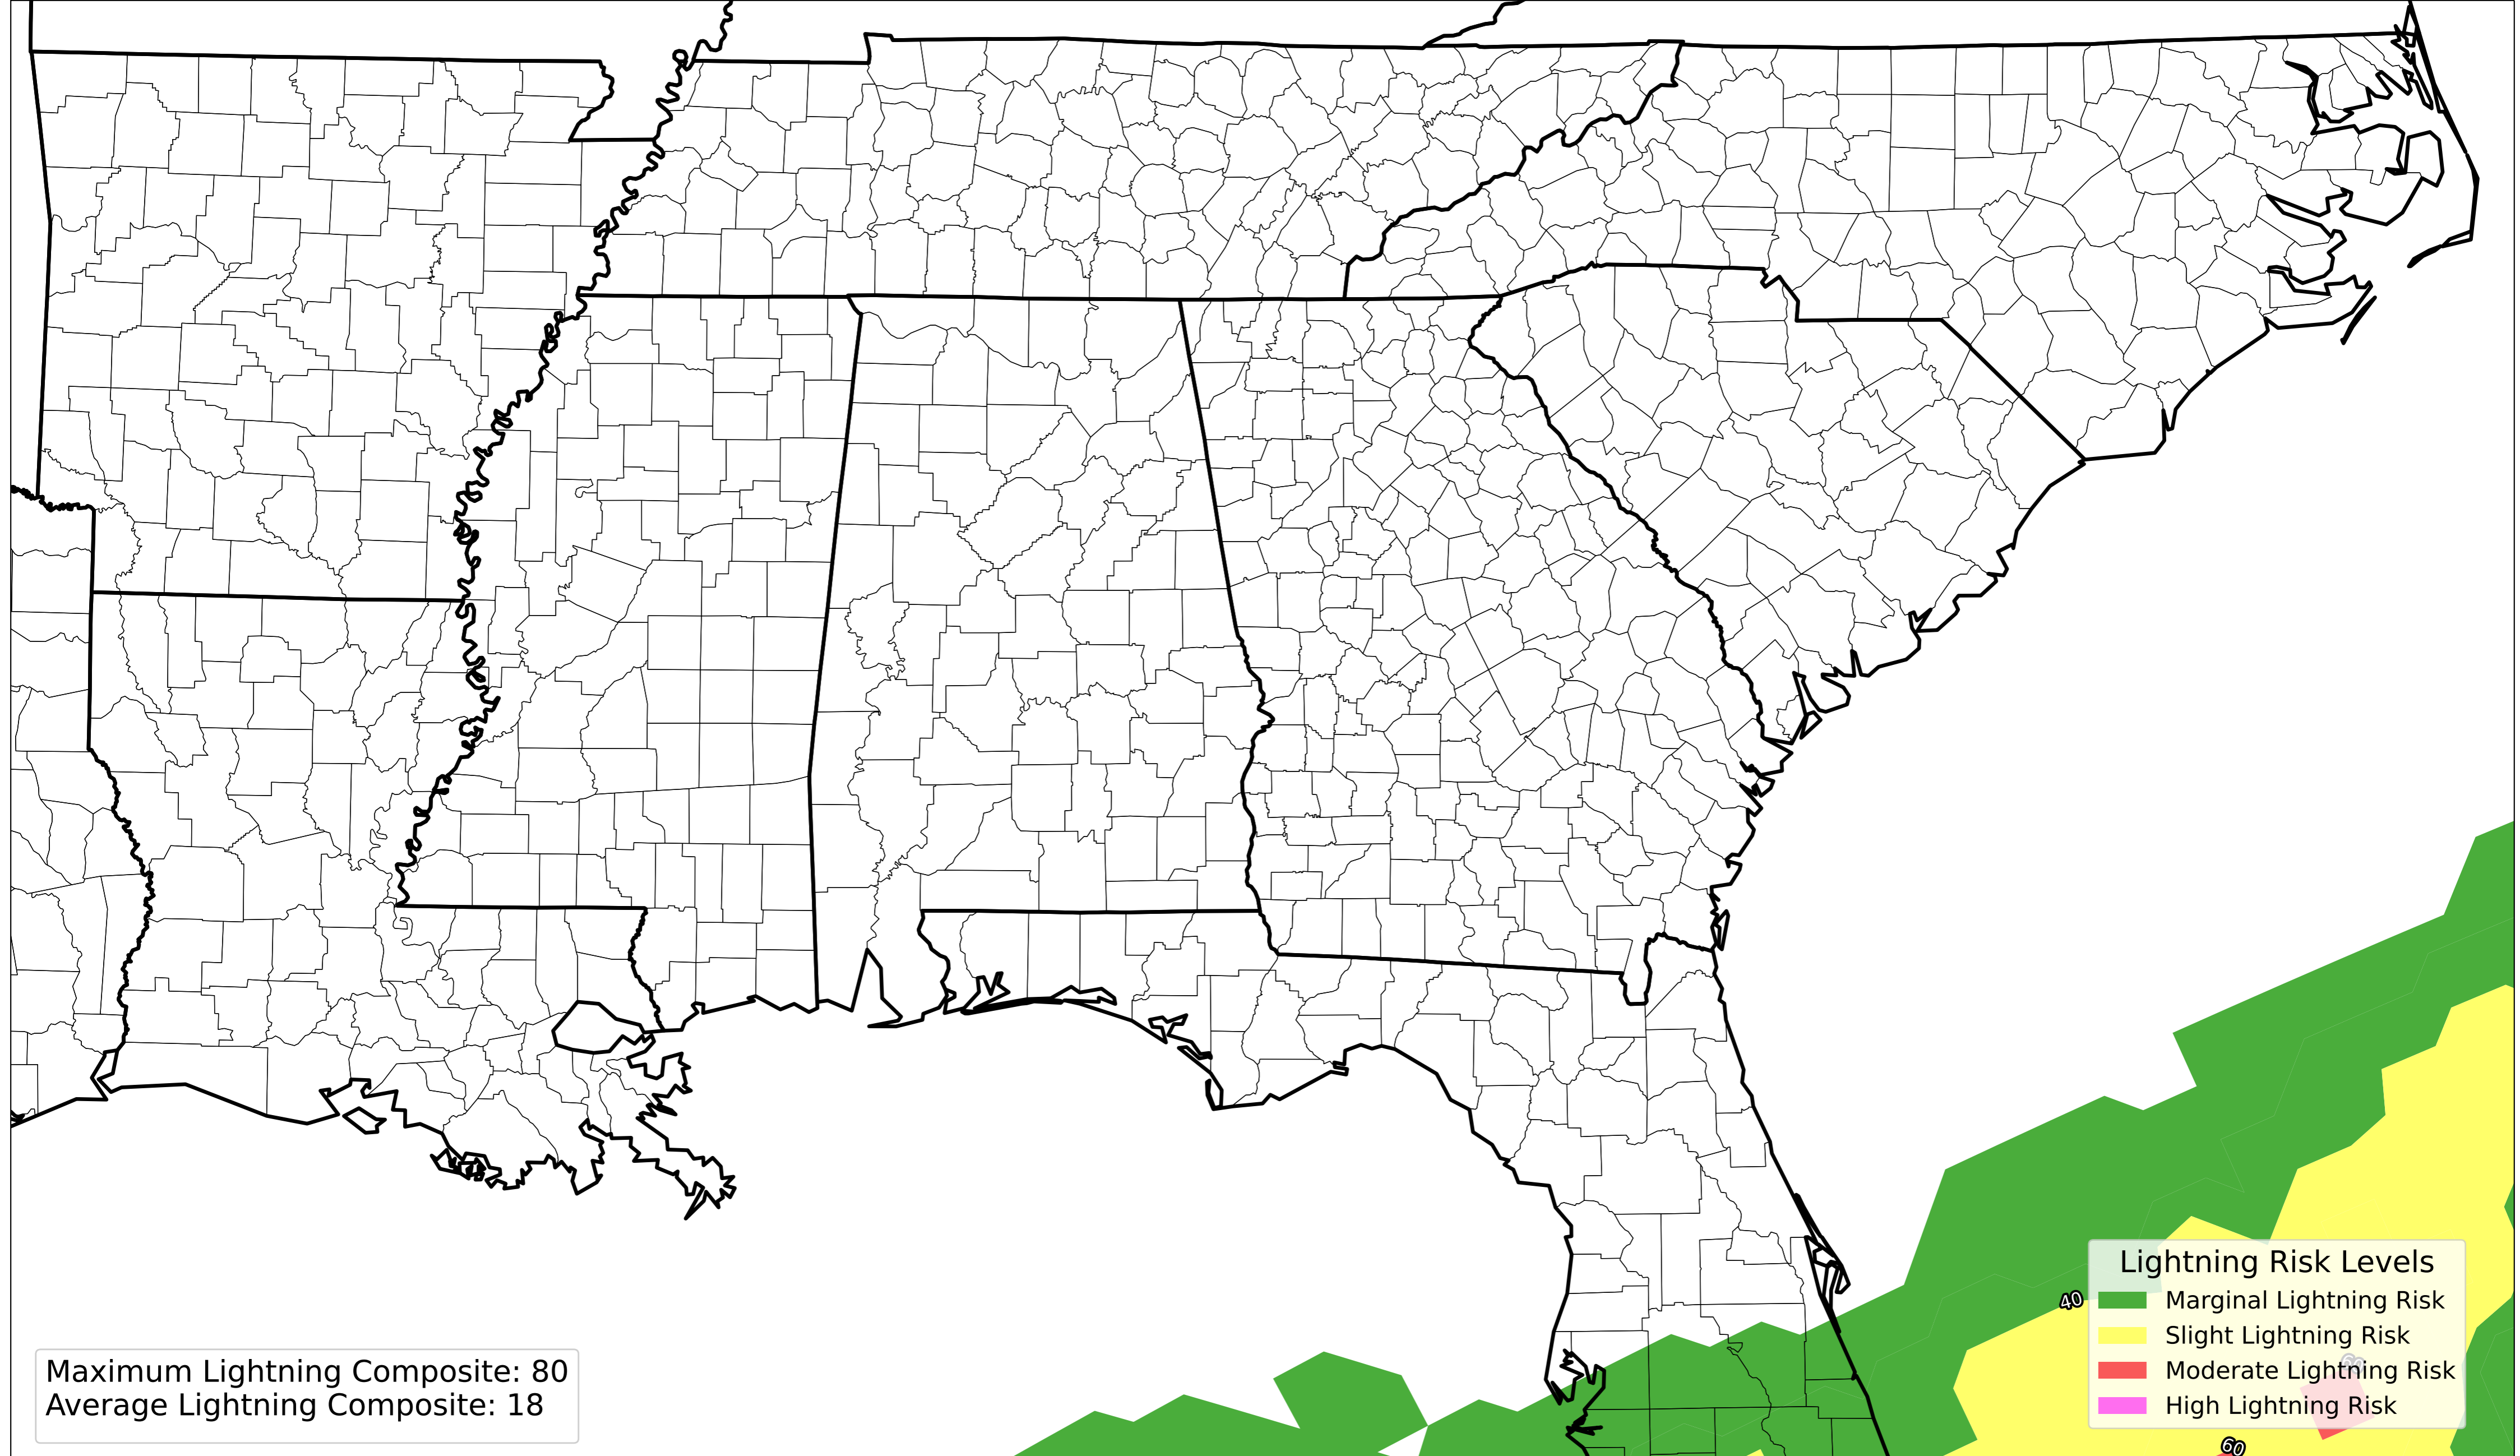 40
Lightning Risk Levels
Marginal Lightning Risk
Slight Lightning Risk
Moderate Lightning Risk
High Lightning Risk
Maximum Lightning Composite: 80
Average Lightning Composite: 18
60